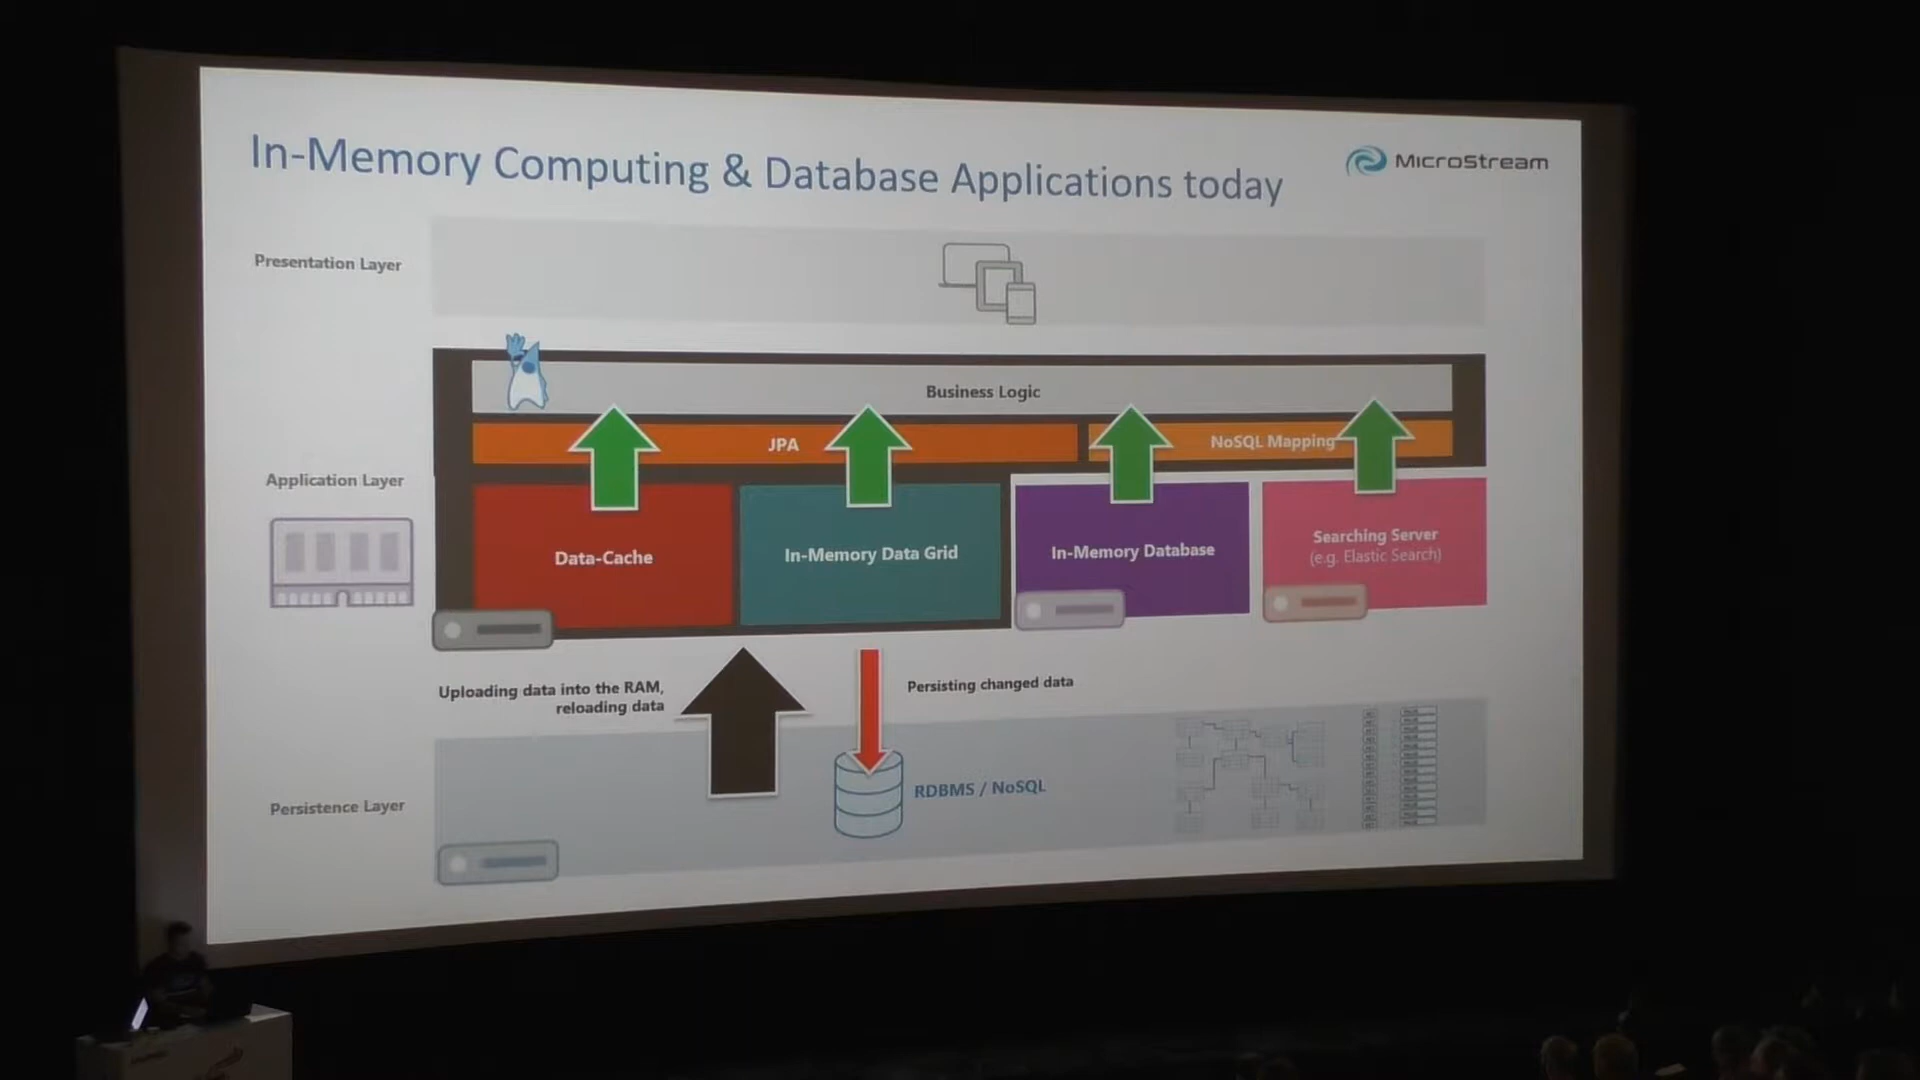 In-Memory Computing & Database Applications today
MicroStream
Presentation Layer
Business Logic
JPA
NoSQL Mapping
Application Layer
Data-Cache
In-Memory Data Grid
In-Memory Database
Searching Server
(e.g. Elastic Search)
Uploading data into the RAM,
reloading data
Persisting changed data
Persistence Layer
RDBMS / NoSQL